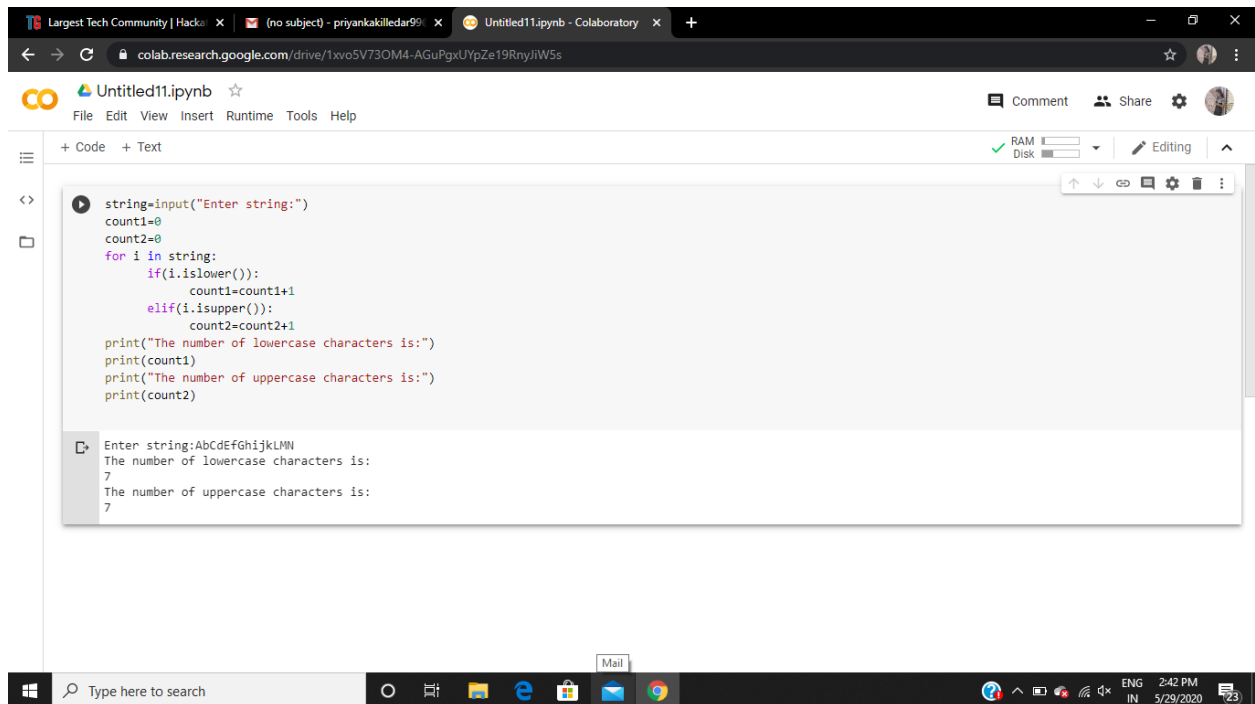 TG Largest Tech Community | Hacka
(no subject) - priyankakilledar99
Untitled11.ipynb - Colaboratory
colab.research.google.com/drive/1xvo5V73OM4-AGuPgxUYpZe19RnyJiW5s
CO
Untitled11.ipynb
File Edit View Insert Runtime Tools Help
Comment
Share
+ Code + Text
RAM
Disk
Editing
string=input("Enter string:")
count1=0
count2=0
for i in string:
if(i.islower()):
count1=count1+1
elif(i.isupper()):
count2=count2+1
print("The number of lowercase characters is:")
print(count1)
print("The number of uppercase characters is:")
print(count2)
Enter string:AbCdEfGhijkLMN
The number of lowercase characters is:
7
The number of uppercase characters is:
7
Mail
Type here to search
ENG
IN
2:42 PM
5/29/2020
23